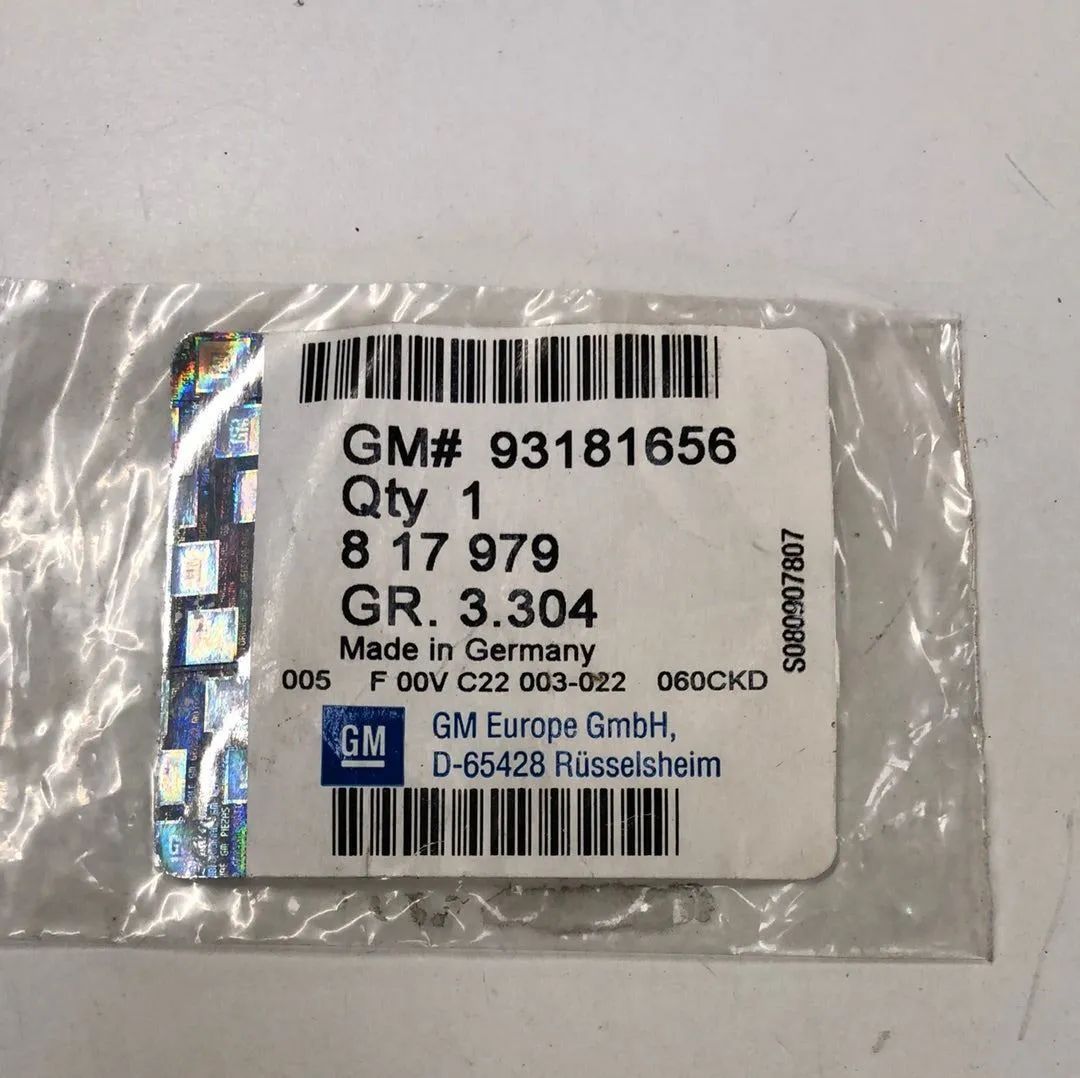 GM# 93181656
Qty 1
8 17 979
GR. 3.304
Made in Germany
005 F 00V C22 003-022 060CKD
S080907807
GM
GM Europe GmbH,
D-65428 Rüsselsheim